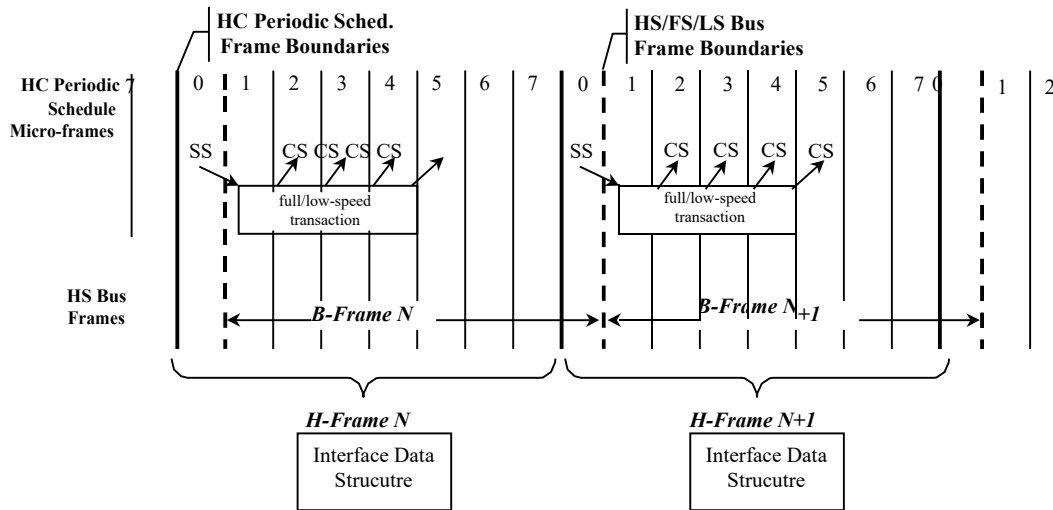 HC Periodic Sched.
Frame Boundaries
HS/FS/LS Bus
Frame Boundaries
HC Periodic
Schedule
Micro-frames
7 0 1 2 3 4 5 6 7 0 1 2 3 4 5 6 7 0 1 2
SS CS CS CS CS SS CS CS CS CS
full/low-speed
transaction
full/low-speed
transaction
HS Bus
Frames
B-Frame N
B-Frame N+1
H-Frame N
H-Frame N+1
Interface Data
Strucutre
Interface Data
Strucutre